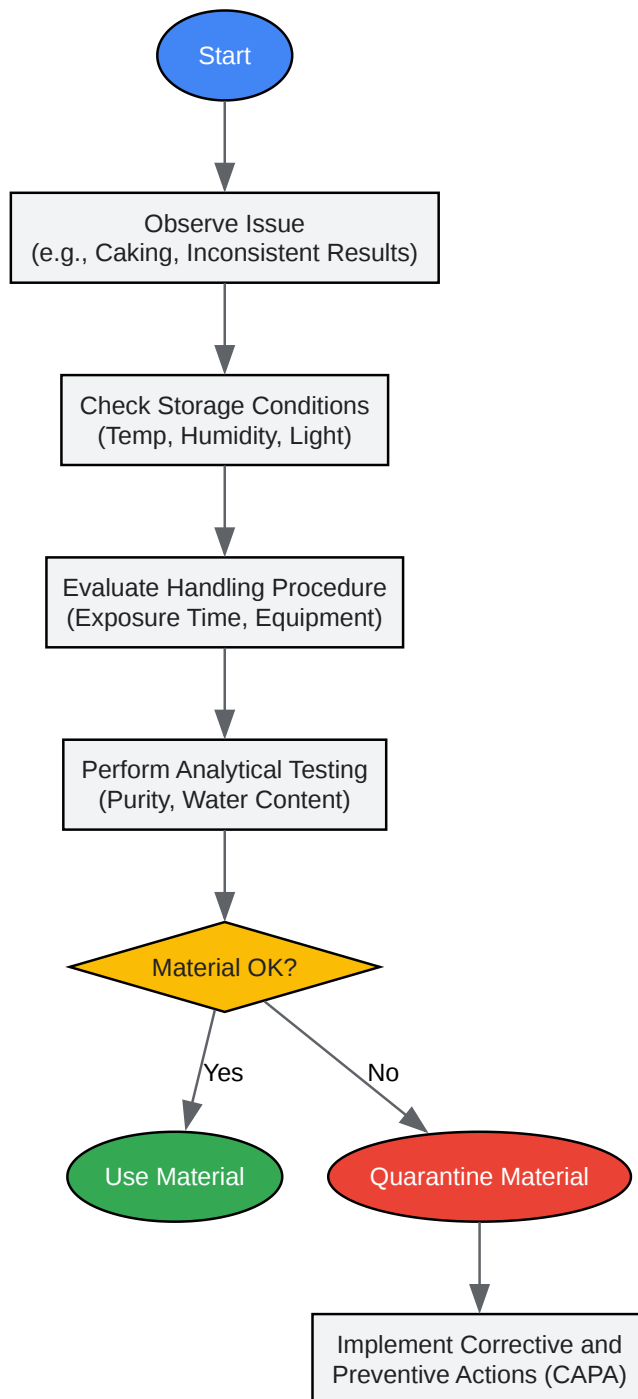 Start
Observe Issue
(e.g., Caking, Inconsistent Results)
Check Storage Conditions
(Temp, Humidity, Light)
Evaluate Handling Procedure
(Exposure Time, Equipment)
Perform Analytical Testing
(Purity, Water Content)
Material OK?
Yes
No
Use Material
Quarantine Material
Implement Corrective and
Preventive Actions (CAPA)